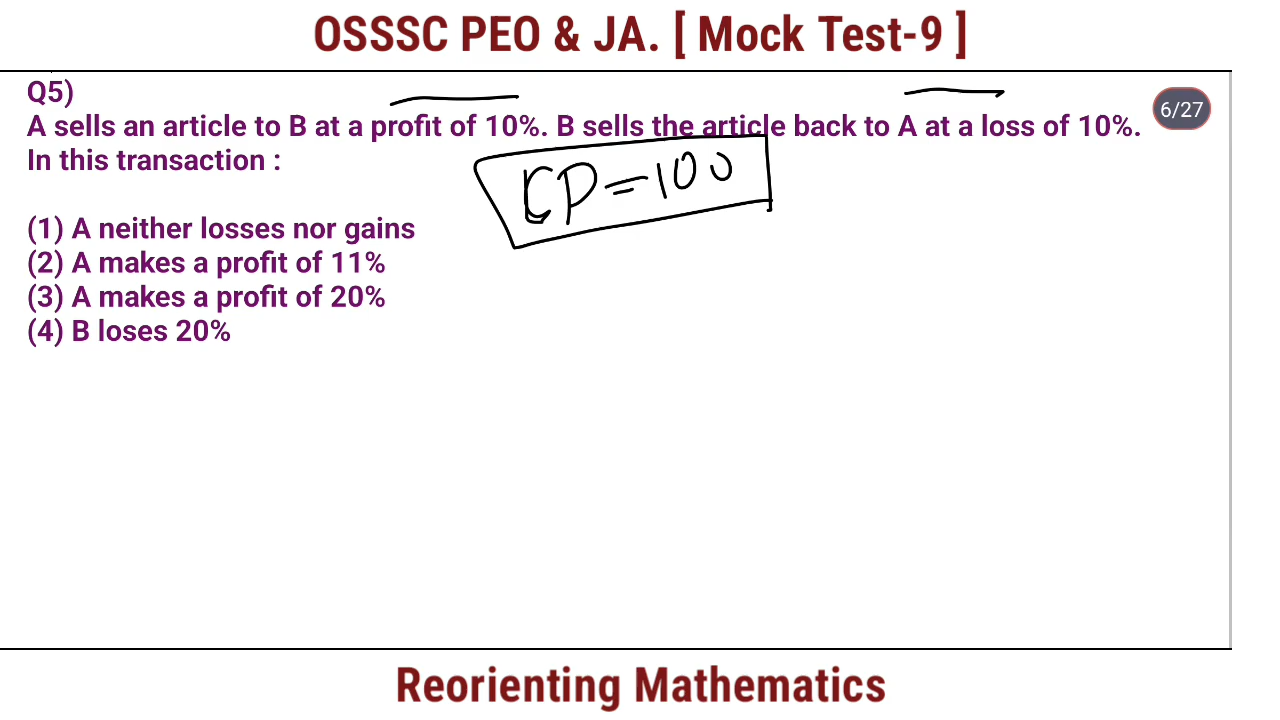 OSSSC PEO & JA. [ Mock Test-9 ]
Q5)
A sells an article to B at a profit of 10%. B sells the article back to A at a loss of 10%.
6/27
In this transaction :
CP=100
(1) A neither losses nor gains
(2) A makes a profit of 11%
(3) A makes a profit of 20%
(4) B loses 20%
Reorienting Mathematics